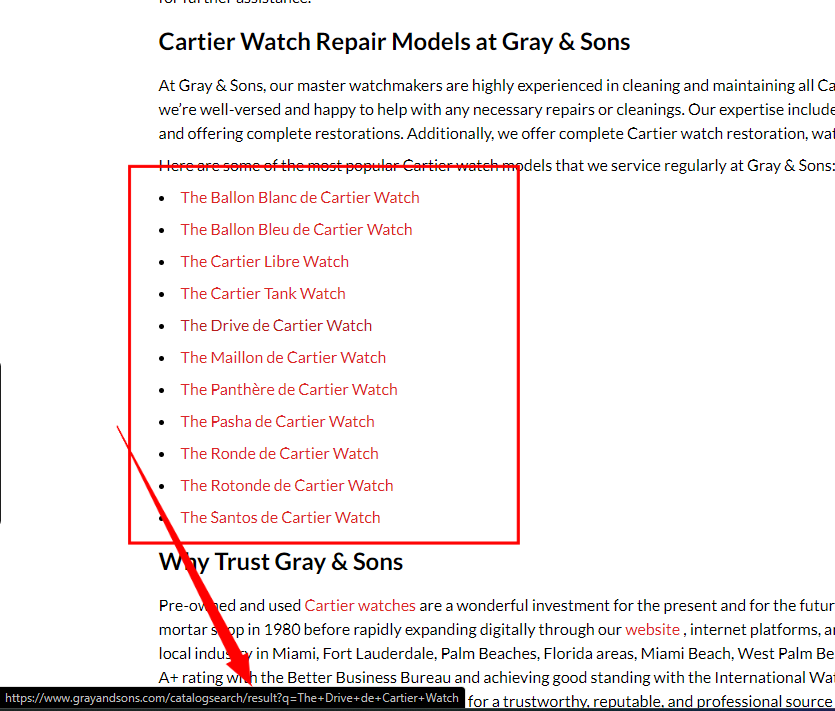 for further assistance.
Cartier Watch Repair Models at Gray & Sons
At Gray & Sons, our master watchmakers are highly experienced in cleaning and maintaining all
we’re well-versed and happy to help with any necessary repairs or cleanings. Our expertise
and offering complete restorations. Additionally, we offer complete Cartier watch restoration,
Here are some of the most popular Cartier watch models that we service regularly at Gray & Sons:
• The Ballon Blanc de Cartier Watch
• The Ballon Bleu de Cartier Watch
• The Cartier Libre Watch
• The Cartier Tank Watch
• The Drive de Cartier Watch
• The Maillon de Cartier Watch
• The Panthère de Cartier Watch
• The Pasha de Cartier Watch
• The Ronde de Cartier Watch
• The Rotonde de Cartier Watch
• The Santos de Cartier Watch
Why Trust Gray & Sons
Pre-owned and used Cartier watches are a wonderful investment for the present and for the
mortar shop in 1980 before rapidly expanding digitally through our website , internet platforms,
local industry in Miami, Fort Lauderdale, Palm Beaches, Florida areas, Miami Beach, West Palm
A+ rating with the Better Business Bureau and achieving good standing with the International
https://www.grayandsons.com/catalogsearch/result?q=The+Drive+de+Cartier+Watch for a trustworthy, reputable, and professional source